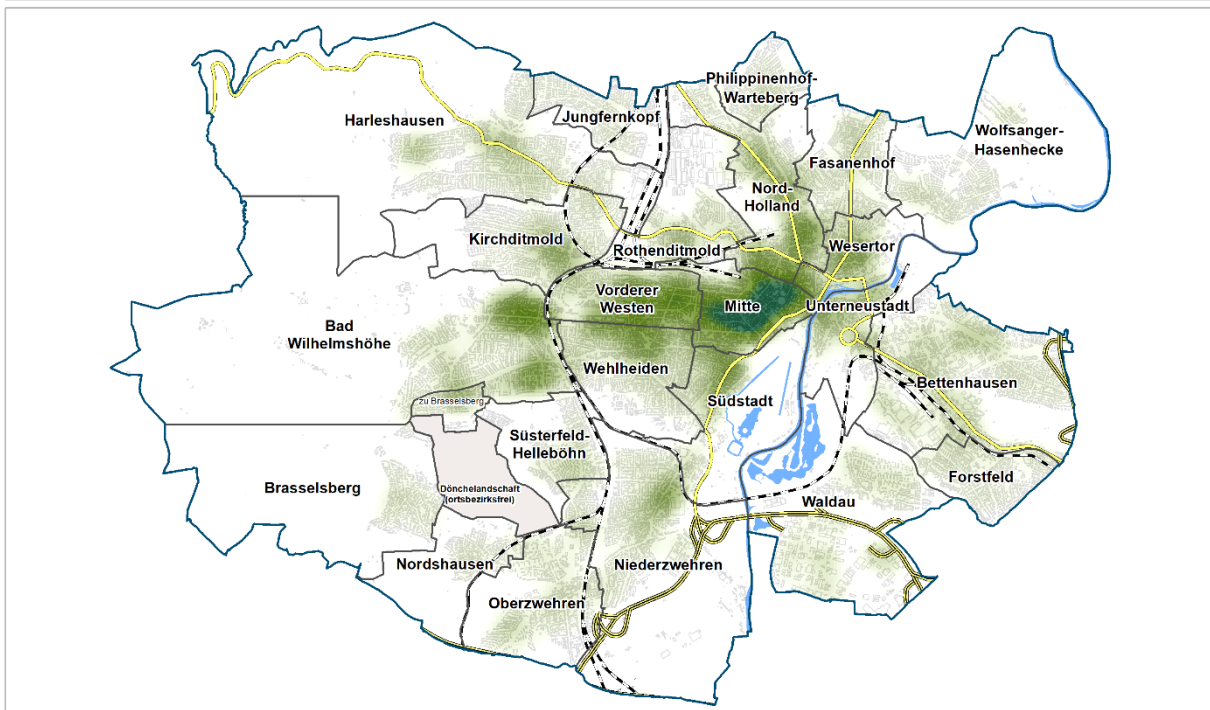 Philippinenhof-
Warteberg
Harleshausen
Jungfernkopf
Wolfsanger-
Hasenhecke
Fasanenhof
Nord-
Holland
Kirchditmold
Rothenditmold
Wesertor
Vorderer
Westen
Mitte
Unterneustadt
Bad
Wilhelmshöhe
Wehlheiden
Bettenhausen
zu Brasselsberg
Südstadt
Süsterfeld-
Helleböhn
Brasselsberg
Dönchelandschaft
(ortsbezirksfrei)
Forstfeld
Waldau
Nordshausen
Niederzwehren
Oberzwehren